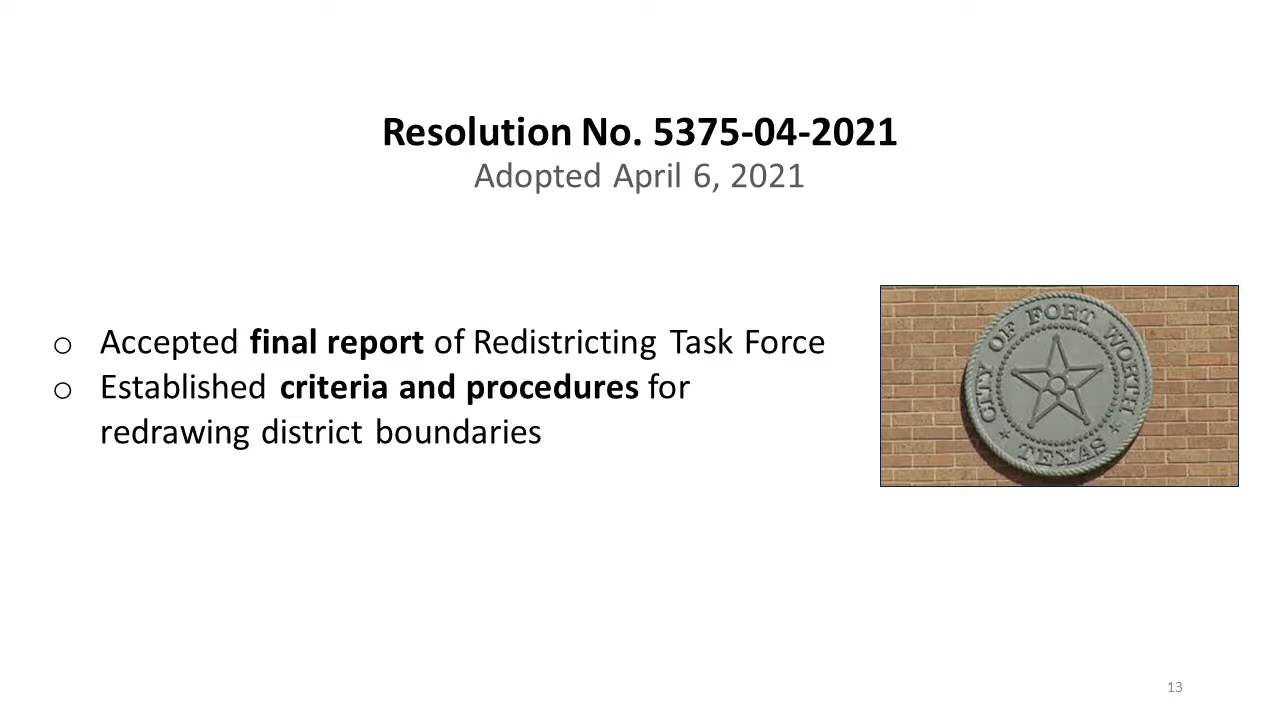 Resolution No. 5375-04-2021
Adopted April 6, 2021
o Accepted final report of Redistricting Task Force
o Established criteria and procedures for
redrawing district boundaries
CITY OF FORT WORTH
TEXAS
13